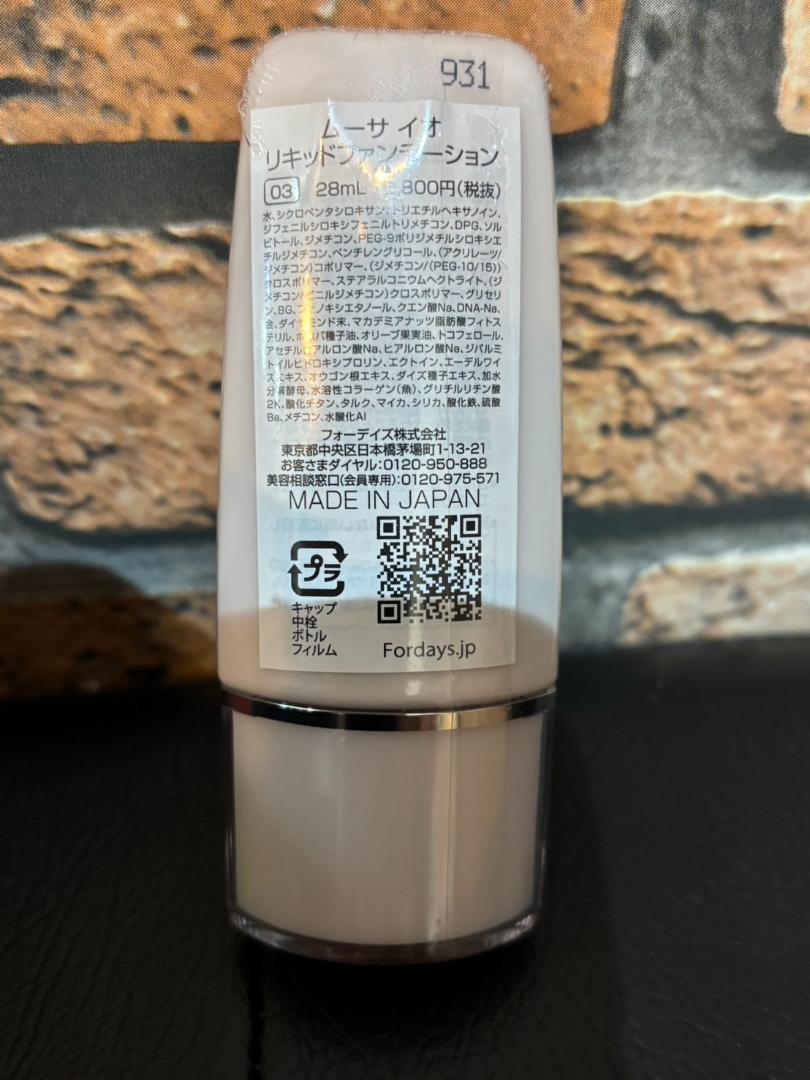 931
ムーサ イオ
リキッドファンデーション
03 28mL 800円(税抜)
水、シクロペンタシロキサン、トリエチルヘキサノイン、
ジフェニルシロキシフェニルトリメチコン、DPG、ソル
ビトール、ジメチコン、PEG-9ポリジメチルシロキシエ
チルジメチコン、ペンチレングリコール、(アクリレーツ/
ジメチコン)コポリマー、(ジメチコン/(PEG-10/15))
クロスポリマー、ステアラルコニウムヘクトライト、(ジ
メチコン/ビニルジメチコン)クロスポリマー、グリセリ
ン、BG、フェノキシエタノール、クエン酸Na、DNA-Na、
金、ダイヤモンド末、マカデミアナッツ脂肪酸フィトス
テリル、ホホバ種子油、オリーブ果実油、トコフェロール、
アセチルヒアルロン酸Na、ヒアルロン酸Na、ジパルミ
トイルヒドロキシプロリン、エクトイン、エーデルワイ
スエキス、オウゴン根エキス、ダイズ種子エキス、加水
分解酵母、水溶性コラーゲン(魚)、グリチルリチン酸
2K、酸化チタン、タルク、マイカ、シリカ、酸化鉄、硫酸
Ba、メチコン、水酸化Al
フォーデイズ株式会社
東京都中央区日本橋茅場町1-13-21
お客さまダイヤル:0120-950-888
美容相談窓口(会員専用):0120-975-571
MADE IN JAPAN
プラ
キャップ
中栓
ボトル
フィルム
Fordays.jp